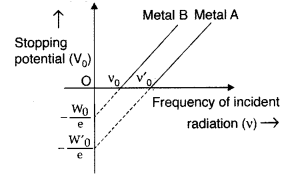 Metal B Metal A
Stopping
potential (V₀)
O ν₀ ν'₀
Frequency of incident
radiation (ν) →
− W₀/e
− W'₀/e